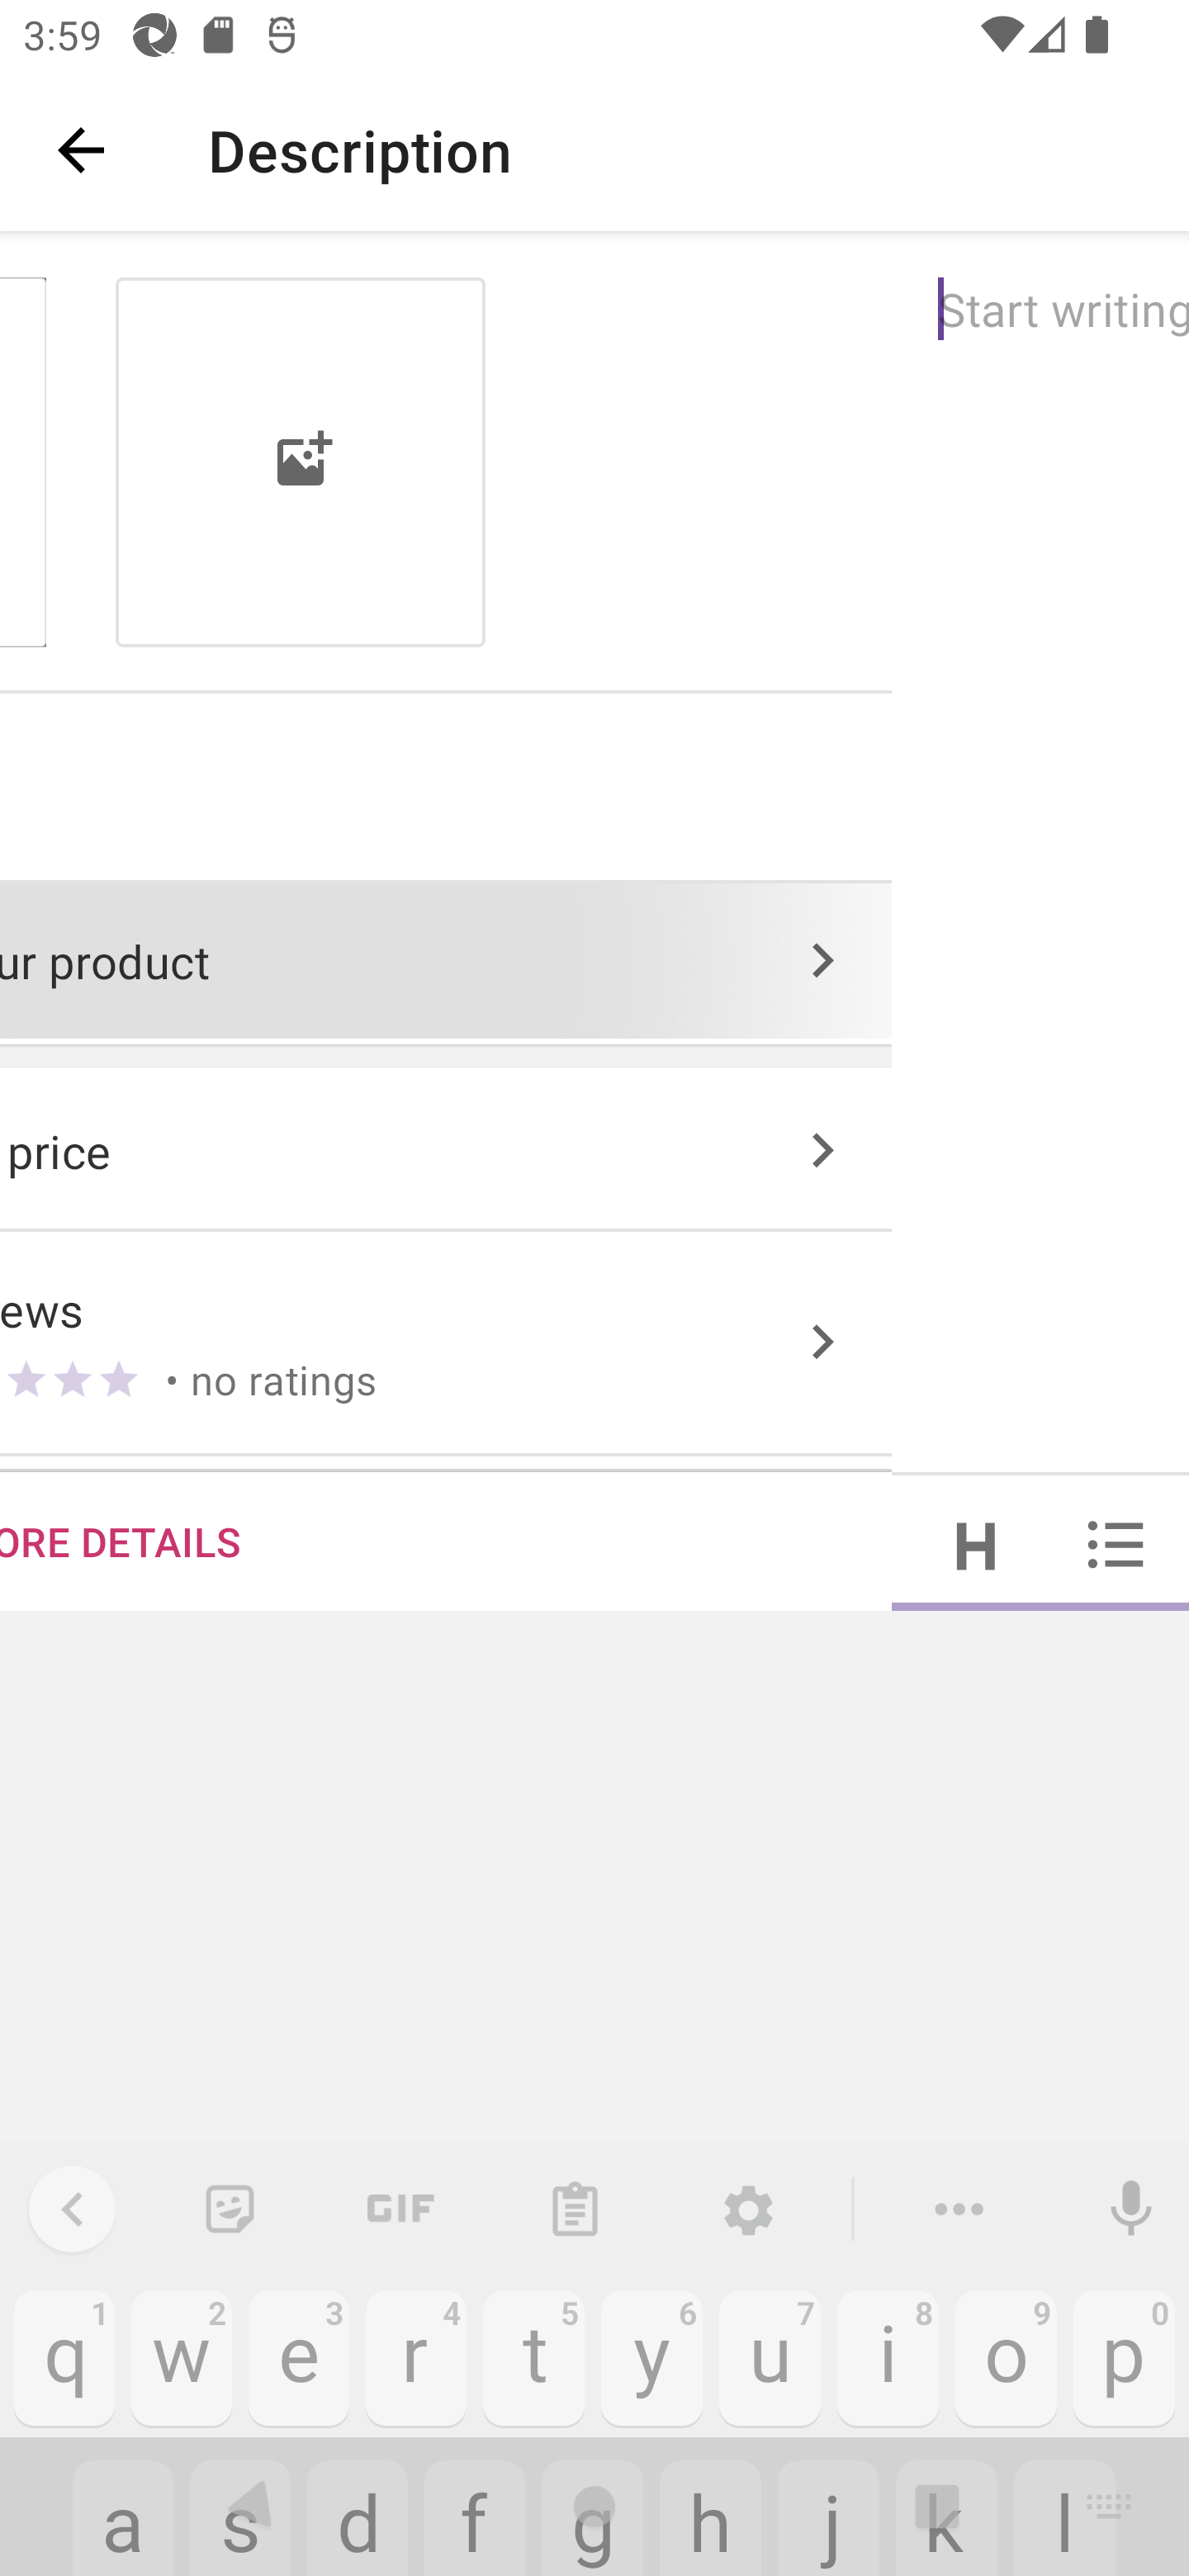 3:59
Description
Start writing
ur product
price
ews
• no ratings
ORE DETAILS
H
GIF
1 2 3 4 5 6 7 8 9 0
q w e r t y u i o p
a s d f g h j k l